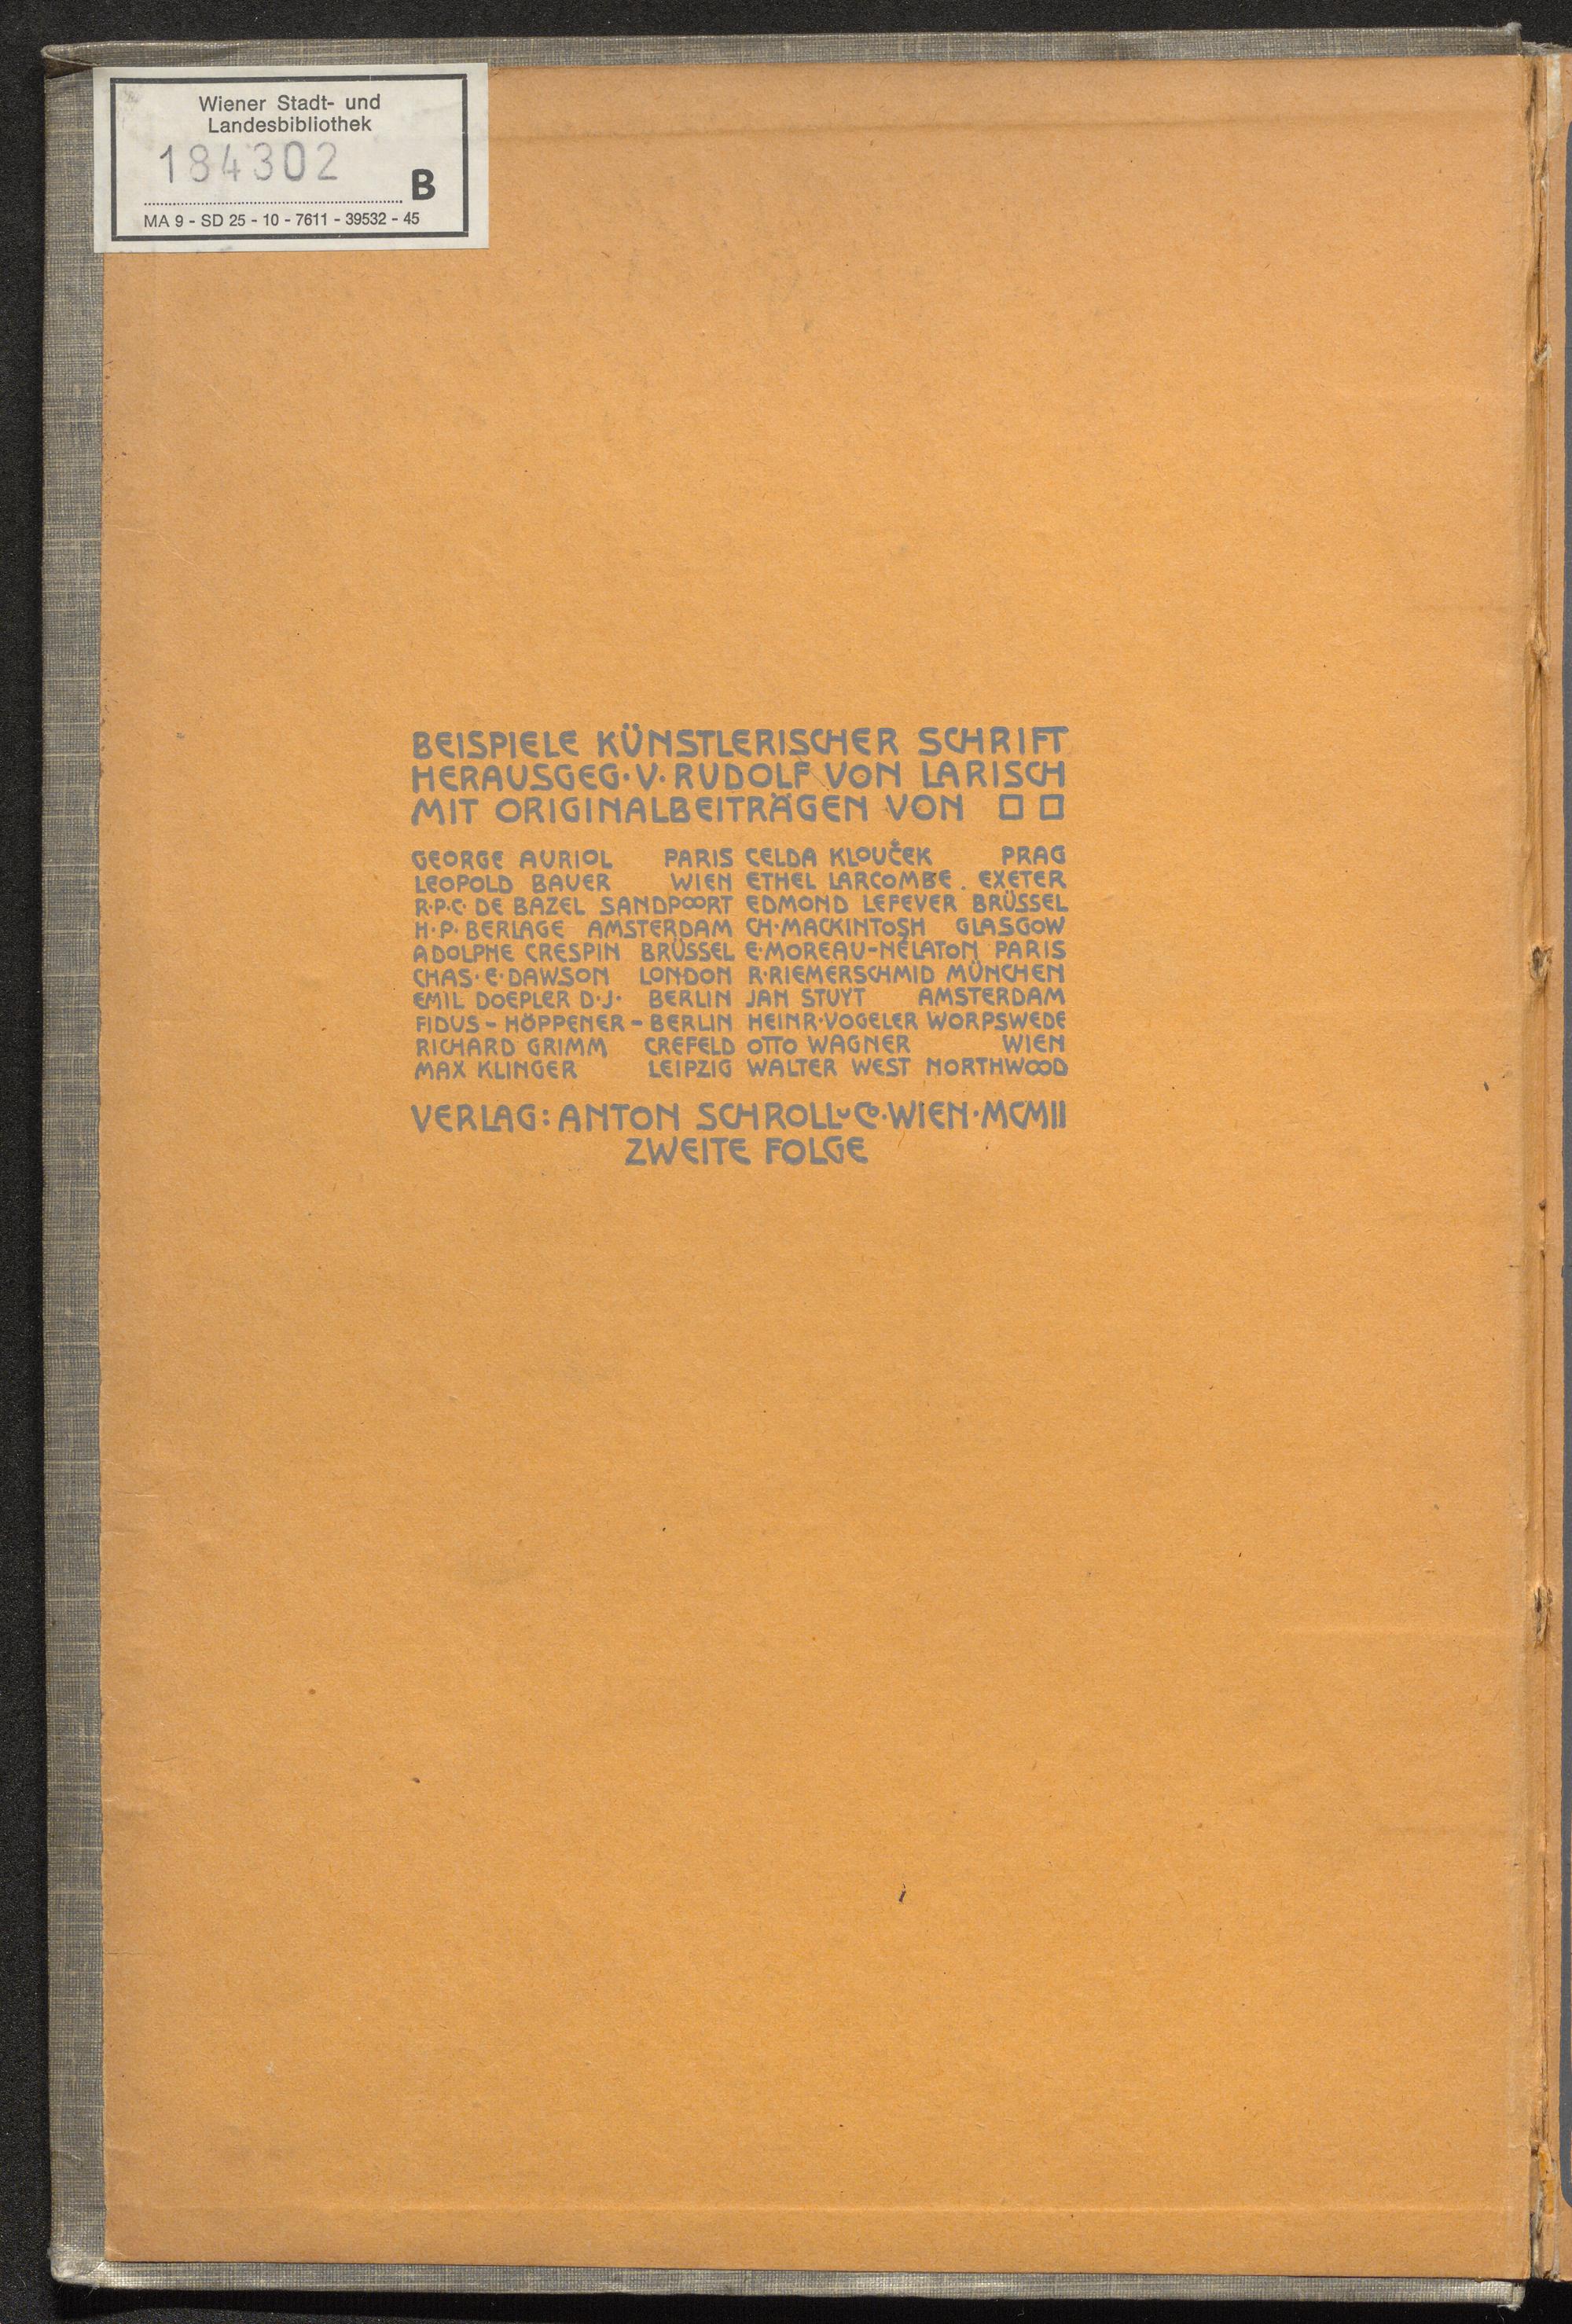 Wiener Stadt- und
Landesbibliothek
184302
B
MA 9 - SD 25 - 10 - 7611 - 39532 - 45
BEISPIELE KÜNSTLERISCHER SCHRIFT
HERAUSGEG·V·RUDOLF VON LARISCH
MIT ORIGINALBEITRÄGEN VON □ □
GEORGE AURIOL PARIS
LEOPOLD BAUER WIEN
R·P·C· DE BAZEL SANDPOORT
H·P·BERLAGE AMSTERDAM
ADOLPHE CRESPIN BRÜSSEL
CHAS·E·DAWSON LONDON
EMIL DOEPLER D·J· BERLIN
FIDUS-HÖPPENER-BERLIN
RICHARD GRIMM CREFELD
MAX KLINGER LEIPZIG
CELDA KLOUČEK PRAG
ETHEL LARCOMBE. EXETER
EDMOND LEFEVER BRÜSSEL
CH·MACKINTOSH GLASGOW
E·MOREAU-NÉLATON PARIS
R·RIEMERSCHMID MÜNCHEN
JAN STUYT AMSTERDAM
HEINR·VOGELER WORPSWEDE
OTTO WAGNER WIEN
WALTER WEST NORTHWOOD
VERLAG: ANTON SCHROLL U Co·WIEN·MCMII
ZWEITE FOLGE